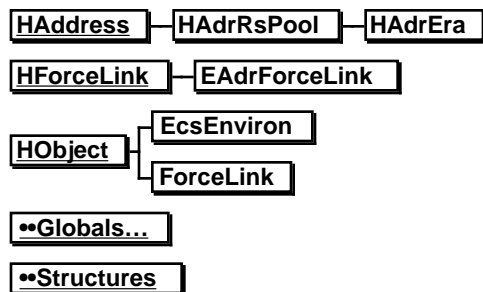 HAddress HAdrRsPool HAdrEra
HForceLink EAdrForceLink
EcsEnviron
HObject
ForceLink
••Globals…
••Structures